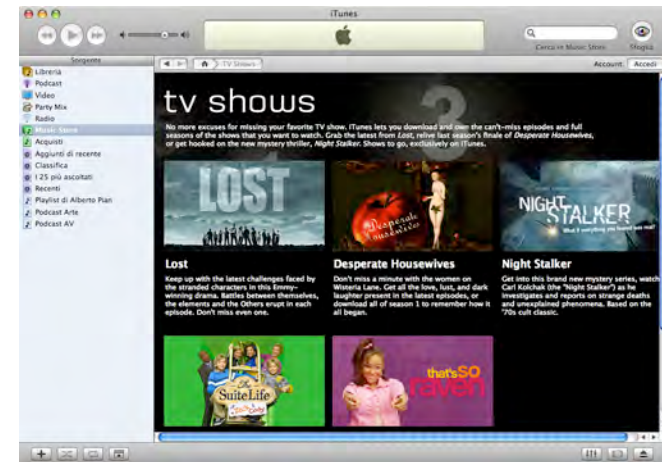 iTunes
Cerca in Music Store
Sfoglia
Sorgente
Libreria
Podcast
Video
Party Mix
Radio
Music Store
Acquisti
Aggiunti di recente
Classifica
I 25 più ascoltati
Recenti
Playlist di Alberto Pian
Podcast Arte
Podcast AV
TV Shows
Account:
Accedi
tv shows
3
No more excuses for missing your favorite TV show. iTunes lets you download and own the can't-miss episodes and full
seasons of the shows that you want to watch. Grab the latest from Lost, relive last season's finale of Desperate Housewives,
or get hooked on the new mystery thriller, Night Stalker. Shows to go, exclusively on iTunes.
LOST
Desperate
Housewives
NIGHT
STALKER
What if everything you feared was real?
Lost
Keep up with the latest challenges faced by
the stranded characters in this Emmy-
winning drama. Battles between themselves,
the elements and the Others erupt in each
episode. Don't miss even one.
Desperate Housewives
Don't miss a minute with the women on
Wisteria Lane. Get all the love, lust, and dark
laughter present in the latest episodes, or
download all of season 1 to remember how it
all began.
Night Stalker
Get into this brand new mystery series, watch
Carl Kolchak (the "Night Stalker") as he
investigates and reports on strange deaths
and unexplained phenomena. Based on the
'70s cult classic.
The
Suite Life
that's SO
raven